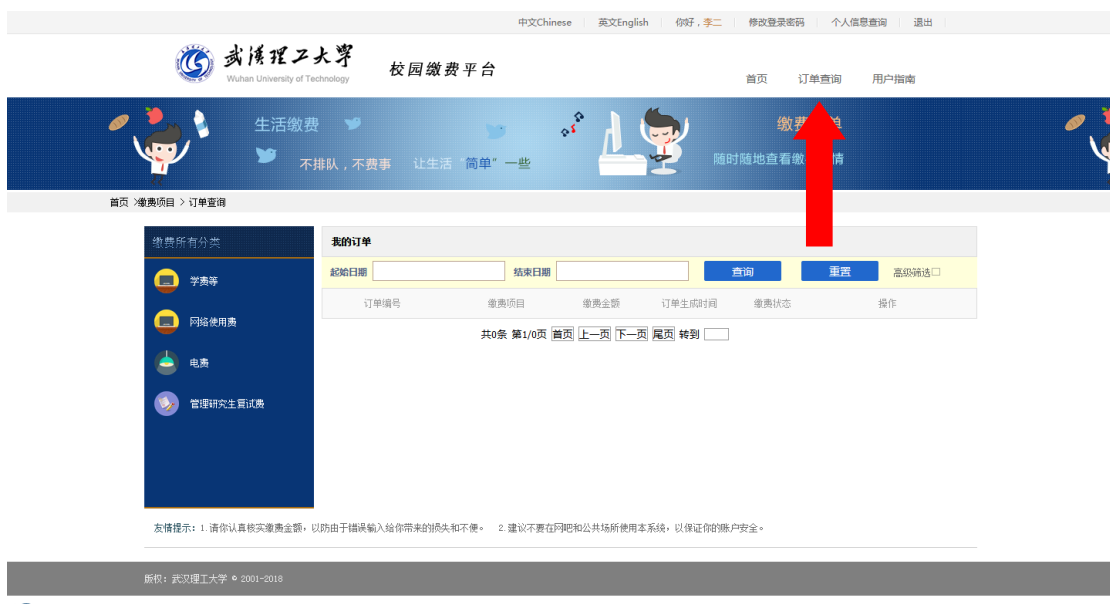 中文Chinese 英文English 你好，李二 修改登录密码 个人信息查询 退出
武汉理工大学
Wuhan University of Technology
校园缴费平台
首页 订单查询 用户指南
生活缴费
不排队，不费事 让生活“简单”一些
缴费 单
随时随地查看缴 情
首页 >缴费项目 > 订单查询
缴费所有分类
学费等
网络使用费
电费
管理研究生复试费
我的订单
起始日期 结束日期 查询 重置 高级筛选
订单编号 缴费项目 缴费金额 订单生成时间 缴费状态 操作
共0条 第1/0页 首页 上一页 下一页 尾页 转到
友情提示：1.请你认真核实缴费金额，以防由于错误输入给你带来的损失和不便。 2.建议不要在网吧和公共场所使用本系统，以保证你的账户安全。
版权：武汉理工大学 © 2001-2018